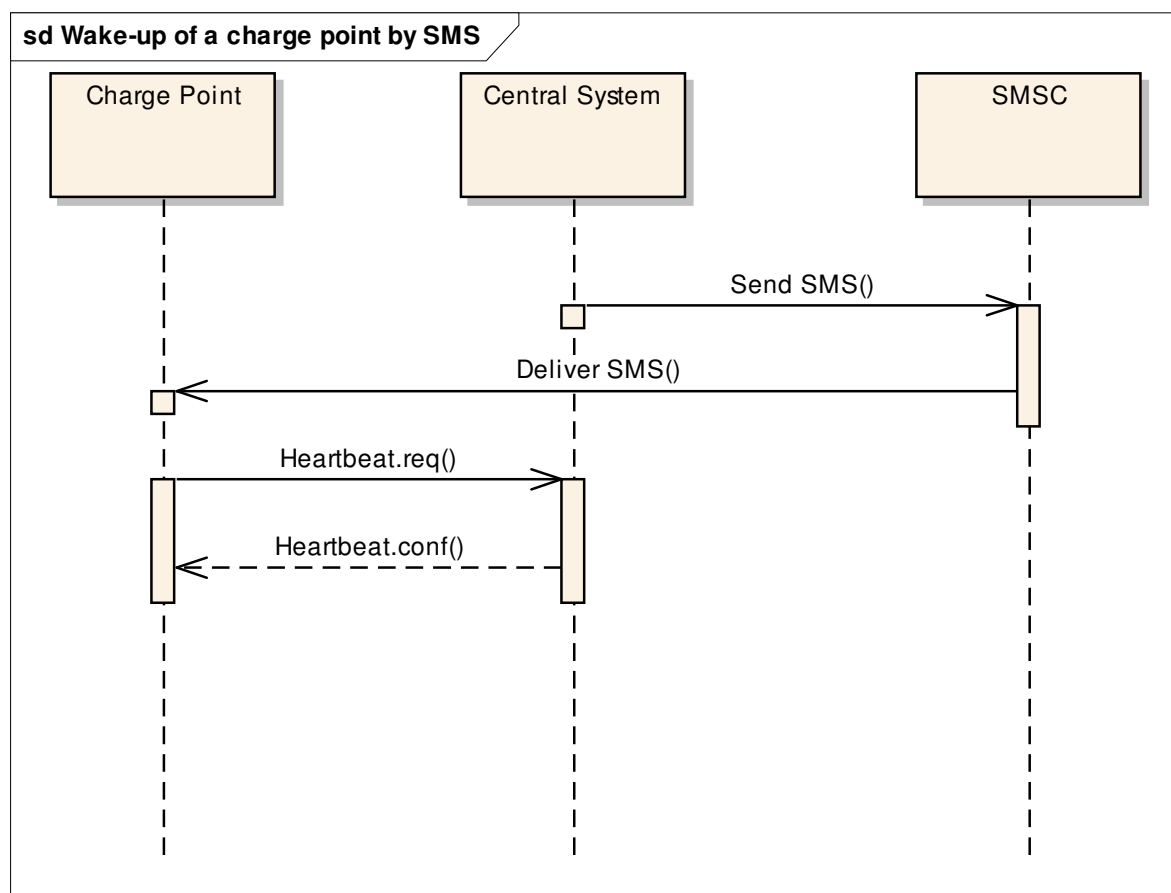 sd Wake-up of a charge point by SMS
Charge Point
Central System
SMSC
Send SMS()
Deliver SMS()
Heartbeat.req()
Heartbeat.conf()